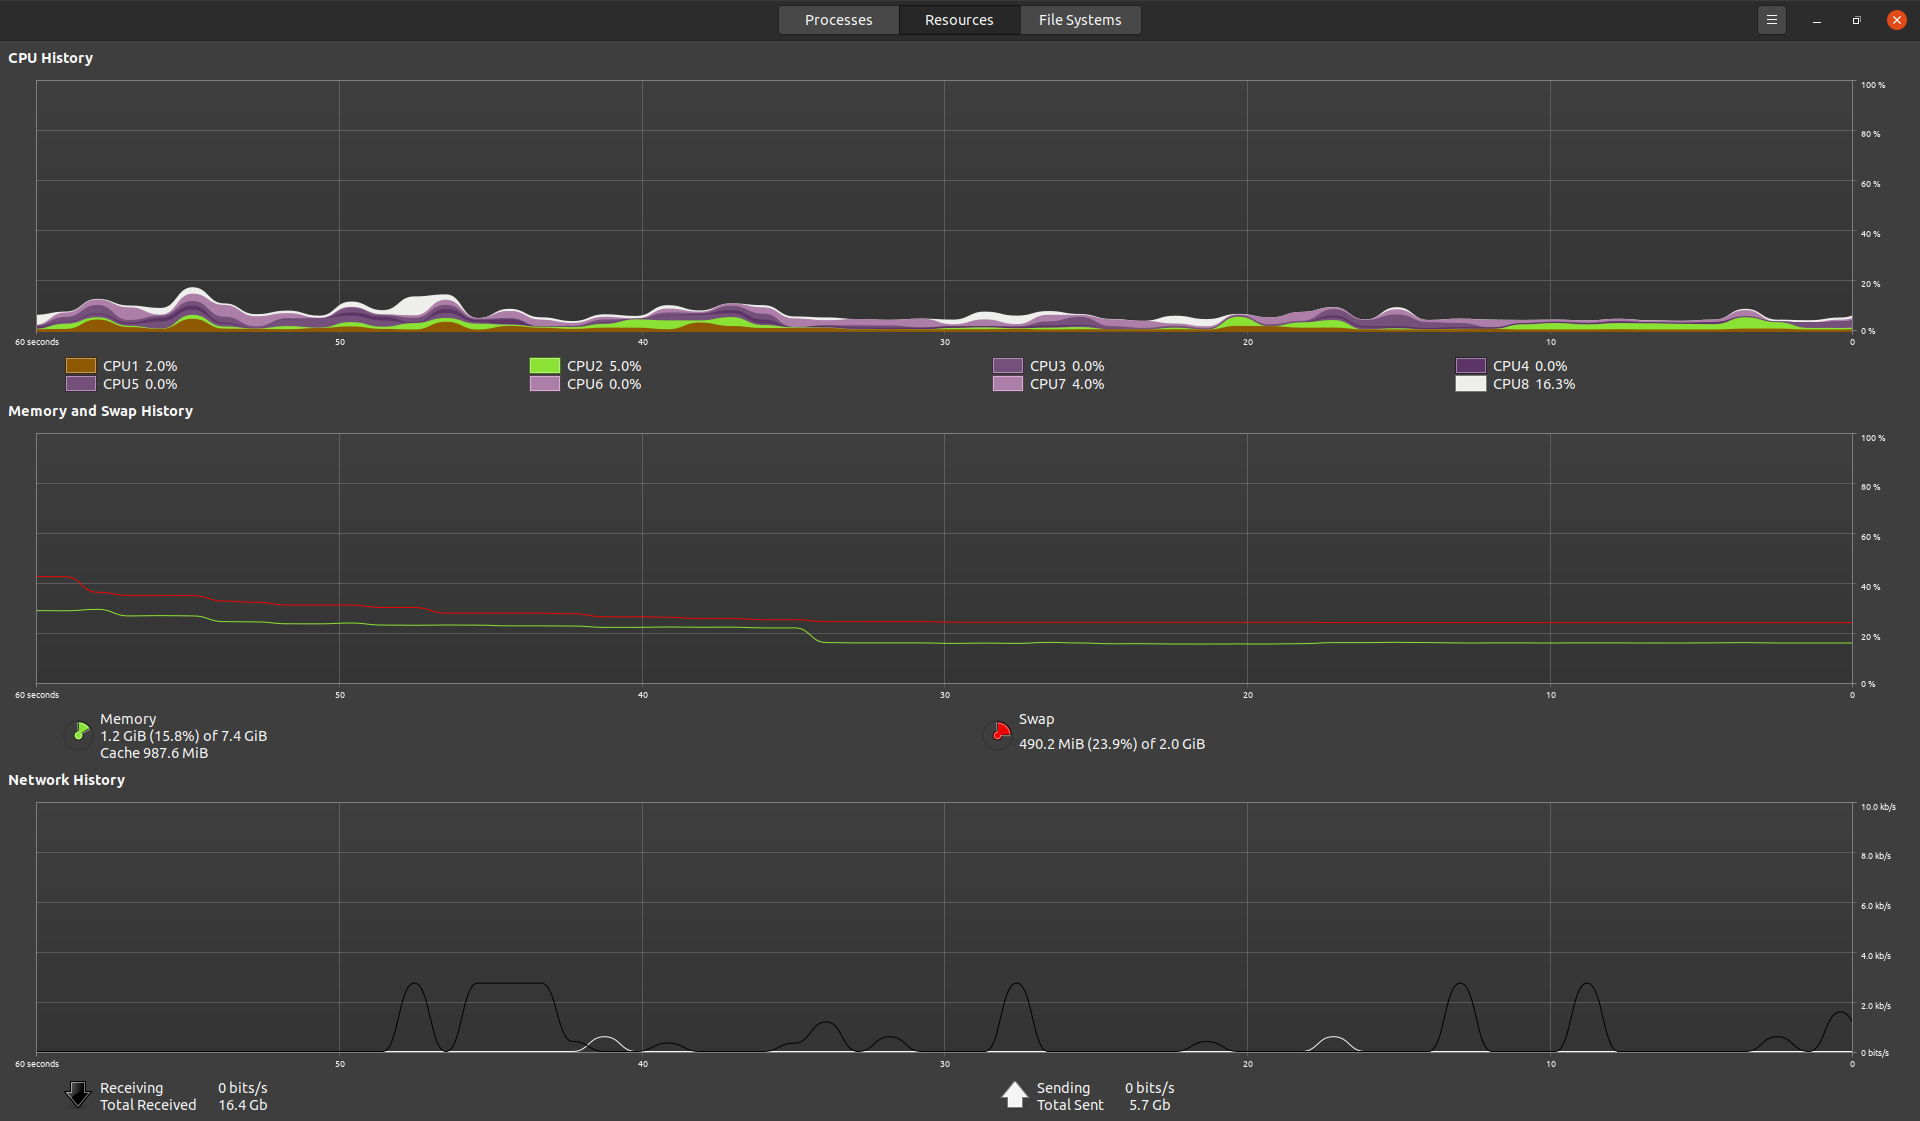 Processes Resources File Systems
CPU History
100 %
80 %
60 %
40 %
20 %
0 %
60 seconds 50 40 30 20 10 0
CPU1 2.0% CPU2 5.0% CPU3 0.0% CPU4 0.0%
CPU5 0.0% CPU6 0.0% CPU7 4.0% CPU8 16.3%
Memory and Swap History
100 %
80 %
60 %
40 %
20 %
0 %
60 seconds 50 40 30 20 10 0
Memory
1.2 GiB (15.8%) of 7.4 GiB
Cache 987.6 MiB
Swap
490.2 MiB (23.9%) of 2.0 GiB
Network History
10.0 kb/s
8.0 kb/s
6.0 kb/s
4.0 kb/s
2.0 kb/s
0 bits/s
60 seconds 50 40 30 20 10 0
Receiving 0 bits/s
Total Received 16.4 Gb
Sending 0 bits/s
Total Sent 5.7 Gb